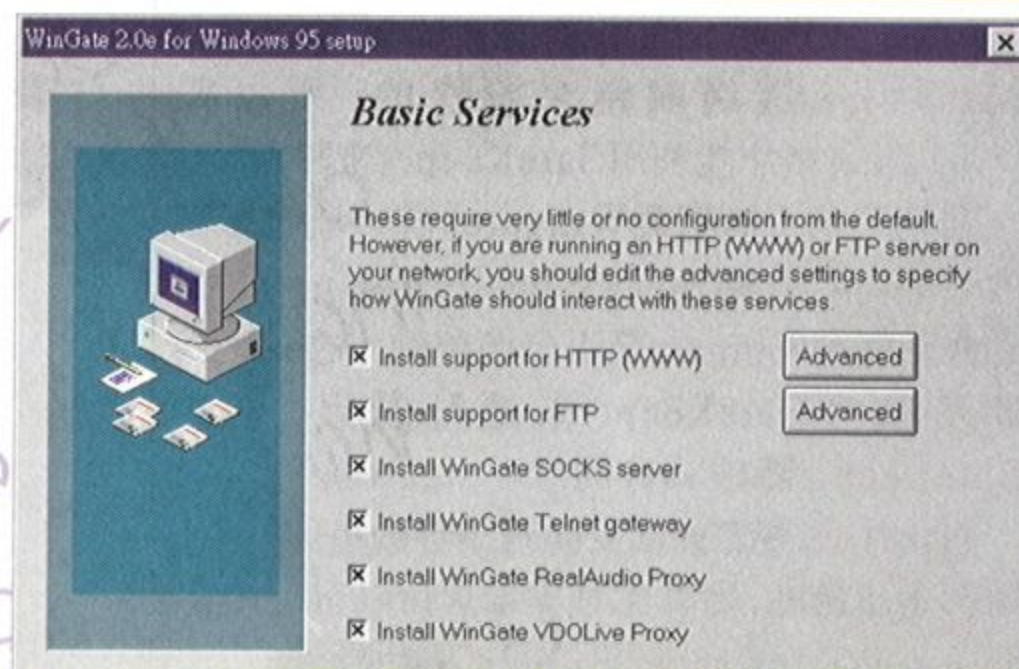 WinGate 2.0e for Windows 95 setup
Basic Services
These require very little or no configuration from the default.
However, if you are running an HTTP (WWW) or FTP server on
your network, you should edit the advanced settings to specify
how WinGate should interact with these services.
Install support for HTTP (WWW)
Advanced
Install support for FTP
Advanced
Install WinGate SOCKS server
Install WinGate Telnet gateway
Install WinGate RealAudio Proxy
Install WinGate VDOLive Proxy